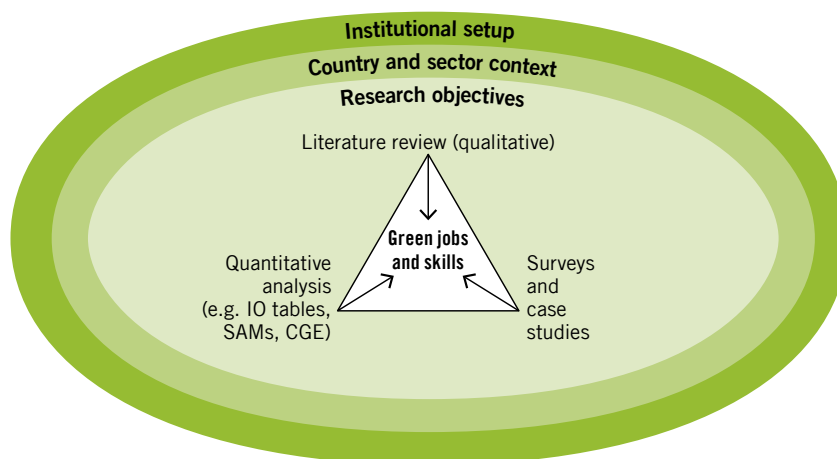 Institutional setup
Country and sector context
Research objectives
Literature review (qualitative)
Green jobs
and skills
Quantitative
analysis
(e.g. IO tables,
SAMs, CGE)
Surveys
and
case
studies